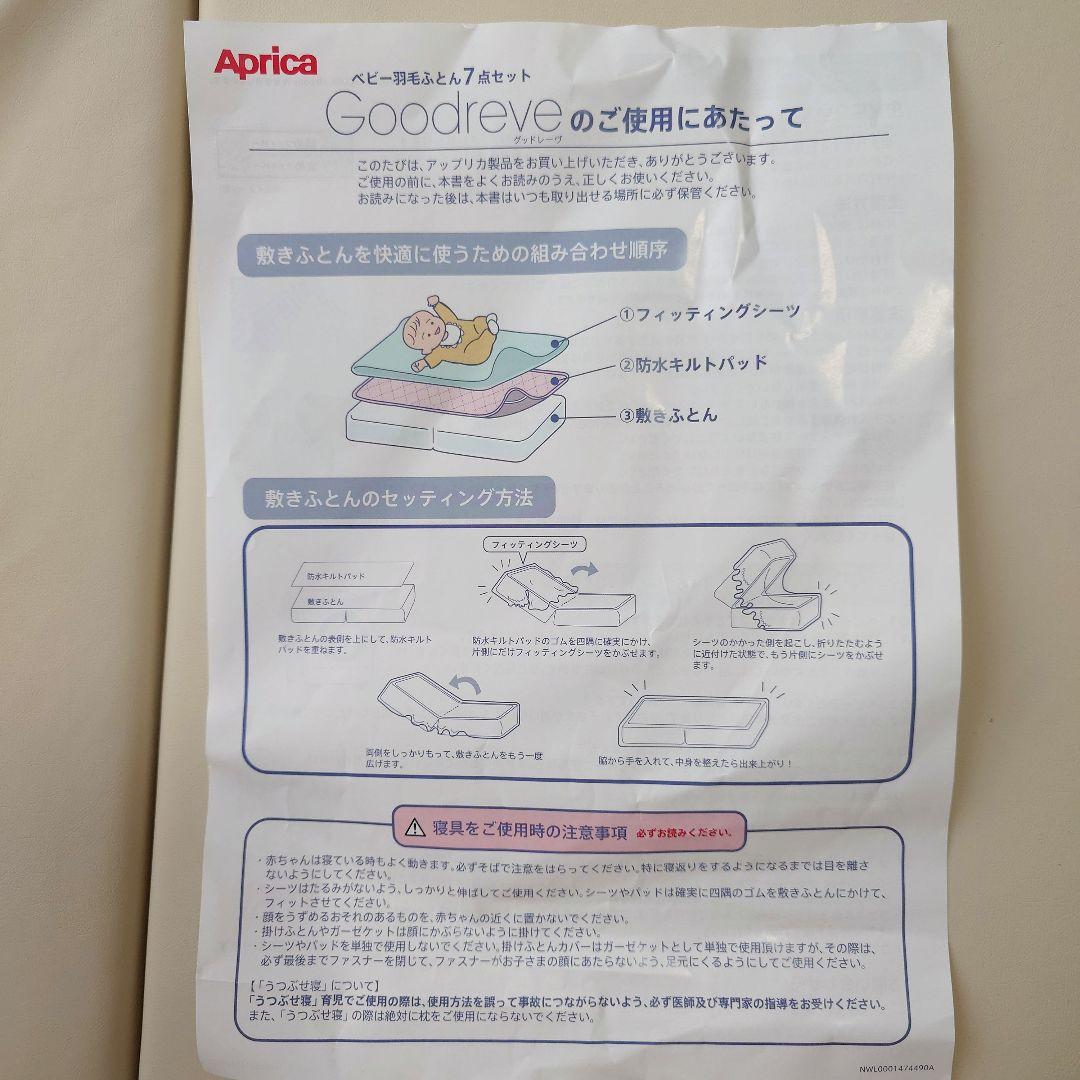 Aprica
ベビー羽毛ふとん7点セット
Goodreveのご使用にあたって
グッドレーヴ
このたびは、アップリカ製品をお買い上げいただき、ありがとうございます。
ご使用の前に、本書をよくお読みのうえ、正しくお使いください。
お読みになった後は、本書はいつも取り出せる場所に必ず保管ください。
敷きふとんを快適に使うための組み合わせ順序
①フィッティングシーツ
②防水キルトパッド
③敷きふとん
敷きふとんのセッティング方法
防水キルトパッド
敷きふとん
敷きふとんの表側を上にして、防水キルト
パッドを重ねます。
フィッティングシーツ
防水キルトパッドのゴムを四隅に確実にかけ、
片側にだけフィッティングシーツをかぶせます。
シーツのかかった側を起こし、折りたたむよう
に近付けた状態で、もう片側にシーツをかぶせ
ます。
両側をしっかりもって、敷きふとんをもう一度
広げます。
脇から手を入れて、中身を整えたら出来上がり！
寝具をご使用時の注意事項 必ずお読みください。
・赤ちゃんは寝ている時もよく動きます。必ずそばで注意をはらってください。特に寝返りをするようになるまでは目を離さ
ないようにしてください。
・シーツはたるみがないよう、しっかりと伸ばしてご使用ください。シーツやパッドは確実に四隅のゴムを敷きふとんにかけて、
フィットさせてください。
・顔をうずめるおそれのあるものを、赤ちゃんの近くに置かないでください。
・掛けふとんやガーゼケットは顔にかぶらないように掛けてください。
・シーツやパッドを単独で使用しないでください。掛けふとんカバーはガーゼケットとして単独で使用頂けますが、その際は、
必ず最後までファスナーを閉じて、ファスナーがお子さまの顔にあたらないよう、足元にくるようにしてご使用ください。
【「うつぶせ寝」について】
「うつぶせ寝」育児でご使用の際は、使用方法を誤って事故につながらないよう、必ず医師及び専門家の指導をお受けください。
また、「うつぶせ寝」の際は絶対に枕をご使用にならないでください。
NWL0001474490A